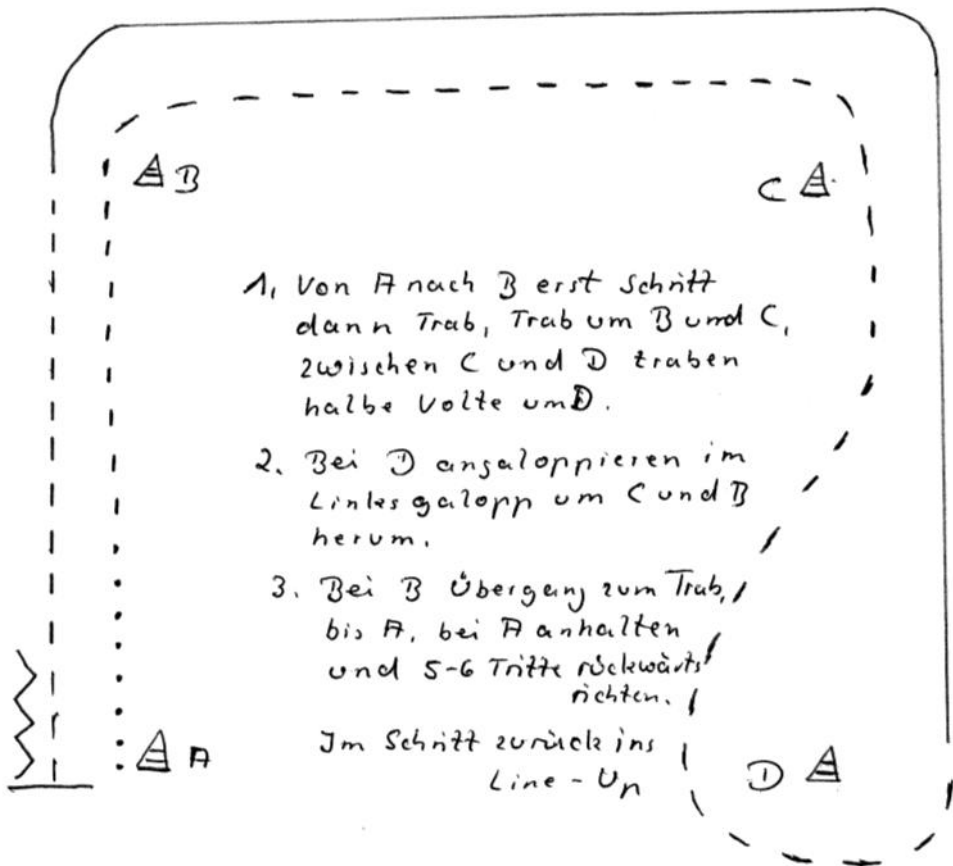 B
C
1, Von A nach B erst Schritt
dann Trab, Trab um B und C,
zwischen C und D traben
halbe Volte um D.
2. Bei D angaloppieren im
Linksgalopp um C und B
herum.
3. Bei B Übergang zum Trab,
bis A, bei A anhalten
und 5-6 Tritte rückwärts
richten.
Im Schritt zurück ins
Line-Up
A
D